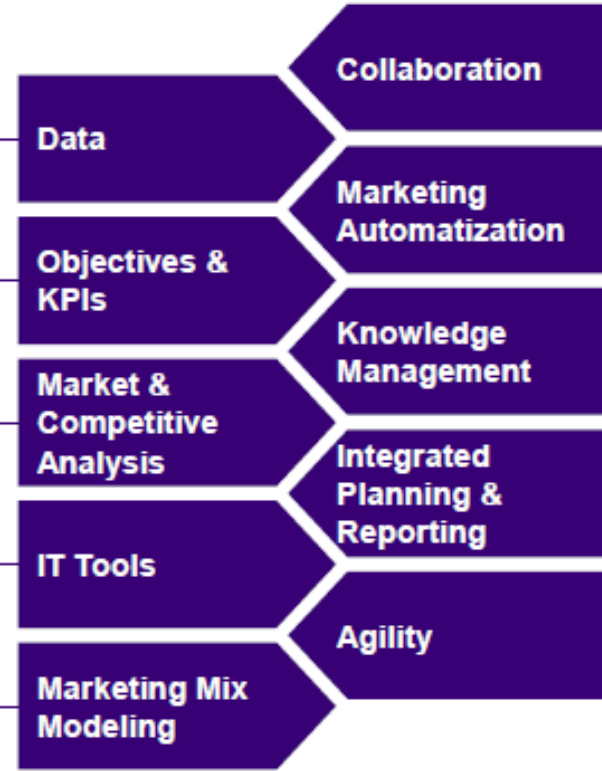 Collaboration
Data
Marketing
Automatization
Objectives &
KPIs
Knowledge
Management
Market &
Competitive
Analysis
Integrated
Planning &
Reporting
IT Tools
Agility
Marketing Mix
Modeling